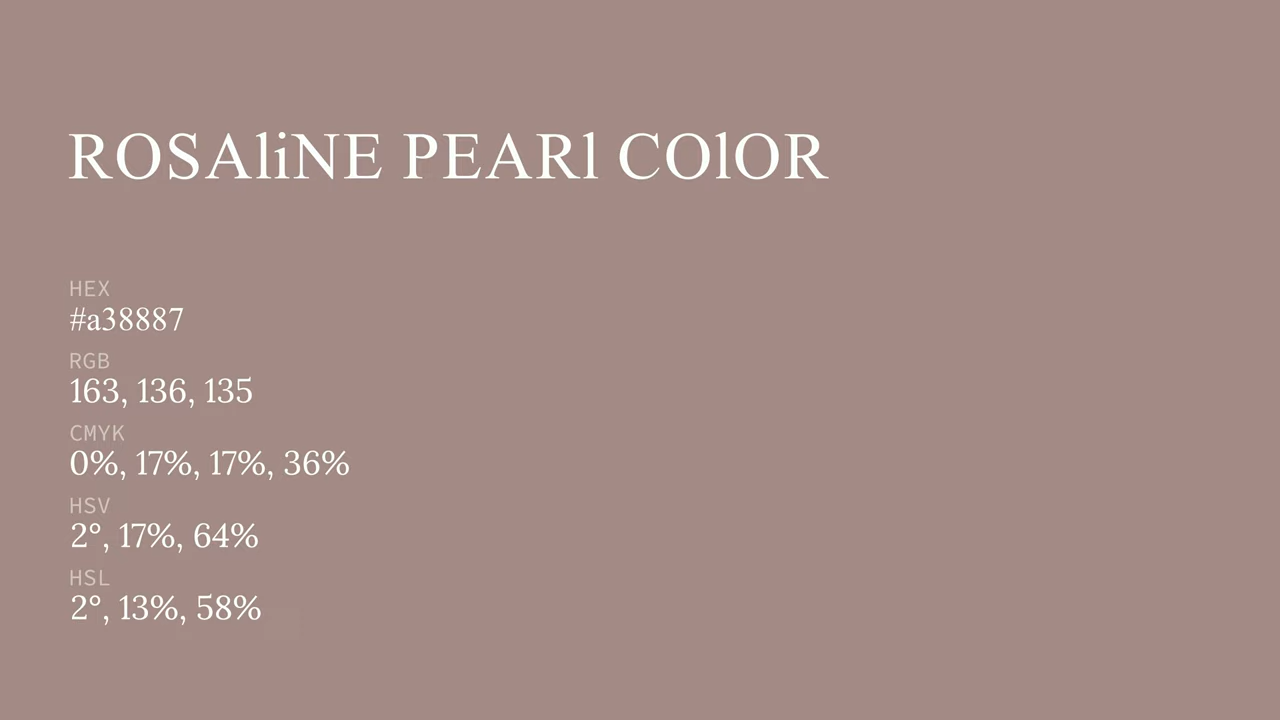 ROSAliNE PEARl COlOR
HEX
#a38887
RGB
163, 136, 135
CMYK
0%, 17%, 17%, 36%
HSV
2°, 17%, 64%
HSL
2°, 13%, 58%